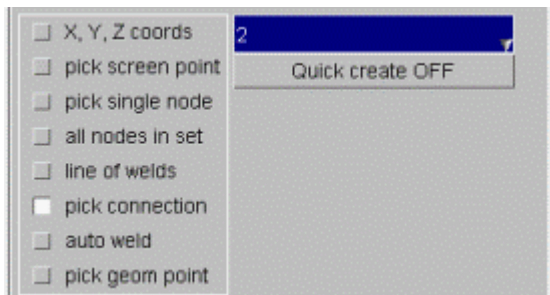 X, Y, Z coords
pick screen point
pick single node
all nodes in set
line of welds
pick connection
auto weld
pick geom point
2
Quick create OFF